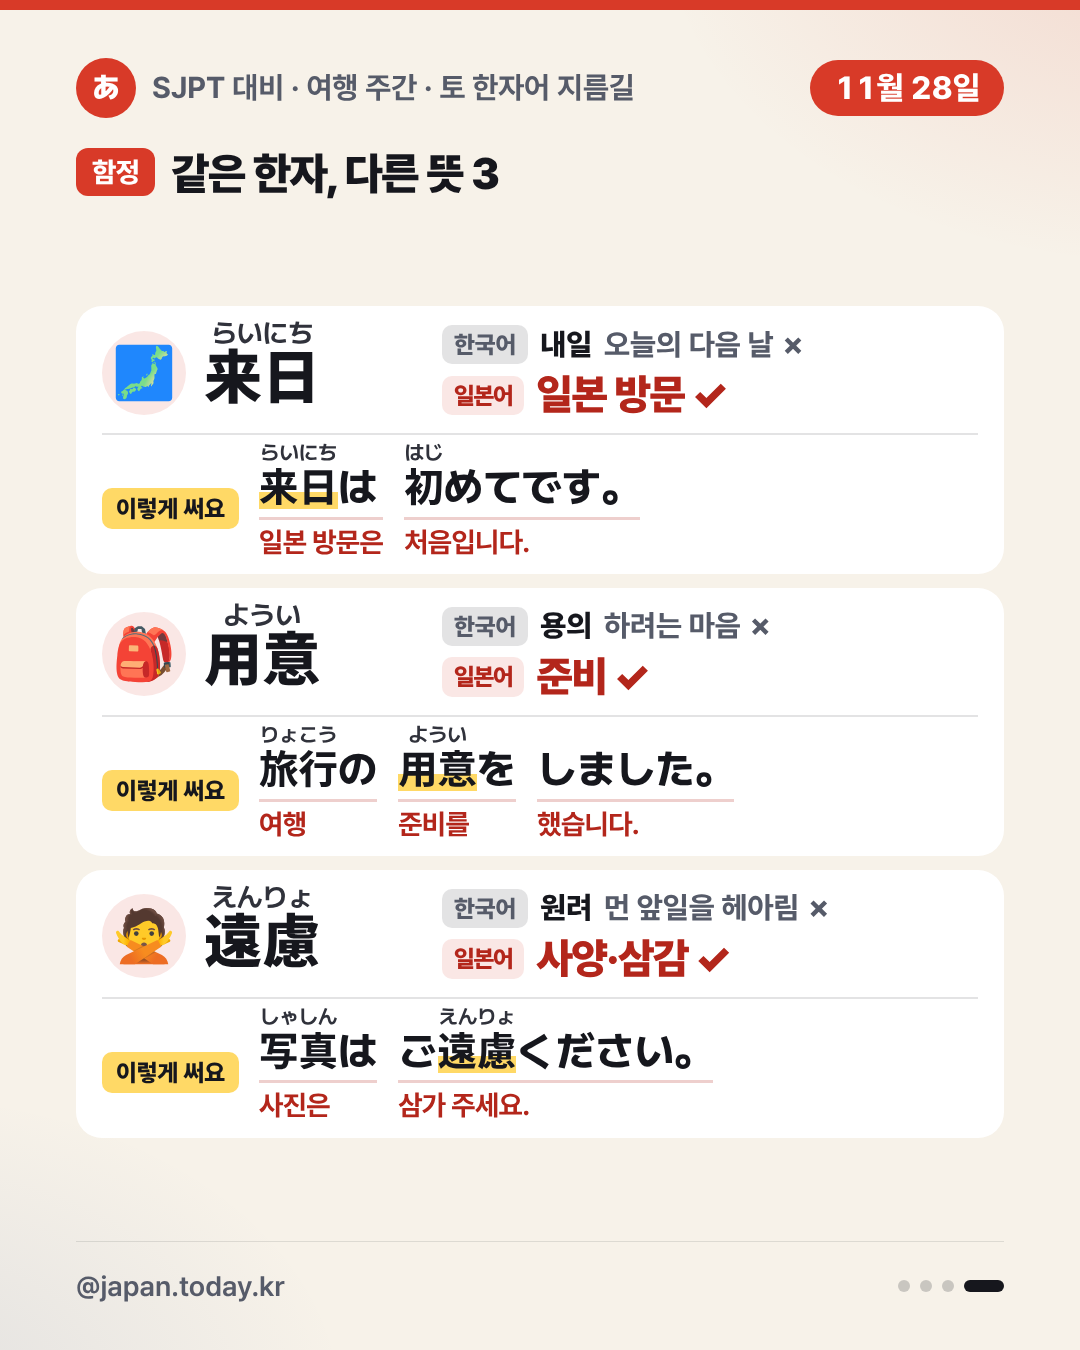 あ SJPT 대비 · 여행 주간 · 토 한자어 지름길 11월 28일
함정 같은 한자, 다른 뜻 3
らいにち
来日
한국어 내일 오늘의 다음 날 ×
일본어 일본 방문 ✓
らいにち はじ
이렇게 써요 来日は 初めてです。
일본 방문은 처음입니다.
ようい
用意
한국어 용의 하려는 마음 ×
일본어 준비 ✓
りょこう ようい
이렇게 써요 旅行の 用意を しました。
여행 준비를 했습니다.
えんりょ
遠慮
한국어 원려 먼 앞일을 헤아림 ×
일본어 사양·삼감 ✓
しゃしん えんりょ
이렇게 써요 写真は ご遠慮ください。
사진은 삼가 주세요.
@japan.today.kr